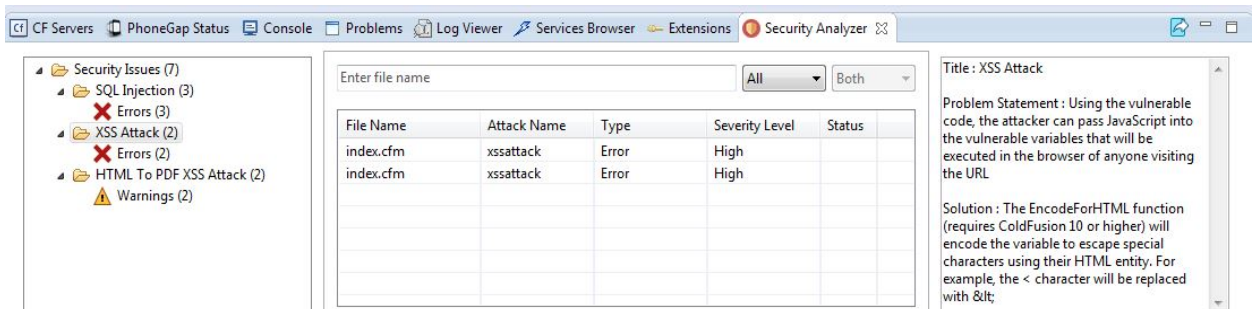 Cf CF Servers PhoneGap Status Console Problems Log Viewer Services Browser Extensions Security Analyzer
Security Issues (7)
SQL Injection (3)
Errors (3)
XSS Attack (2)
Errors (2)
HTML To PDF XSS Attack (2)
Warnings (2)
Enter file name All Both
File Name Attack Name Type Severity Level Status
index.cfm xssattack Error High
index.cfm xssattack Error High
Title : XSS Attack
Problem Statement : Using the vulnerable
code, the attacker can pass JavaScript into
the vulnerable variables that will be
executed in the browser of anyone visiting
the URL
Solution : The EncodeForHTML function
(requires ColdFusion 10 or higher) will
encode the variable to escape special
characters using their HTML entity. For
example, the < character will be replaced
with &lt;